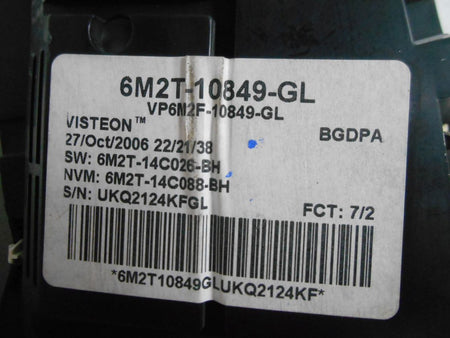 6M2T-10849-GL
VP6M2F-10849-GL
VISTEON™ BGDPA
27/Oct/2006 22/21/38
SW: 6M2T-14C026-BH
NVM: 6M2T-14C088-BH
S/N: UKQ2124KFGL FCT: 7/2
*6M2T10849GLUKQ2124KF*